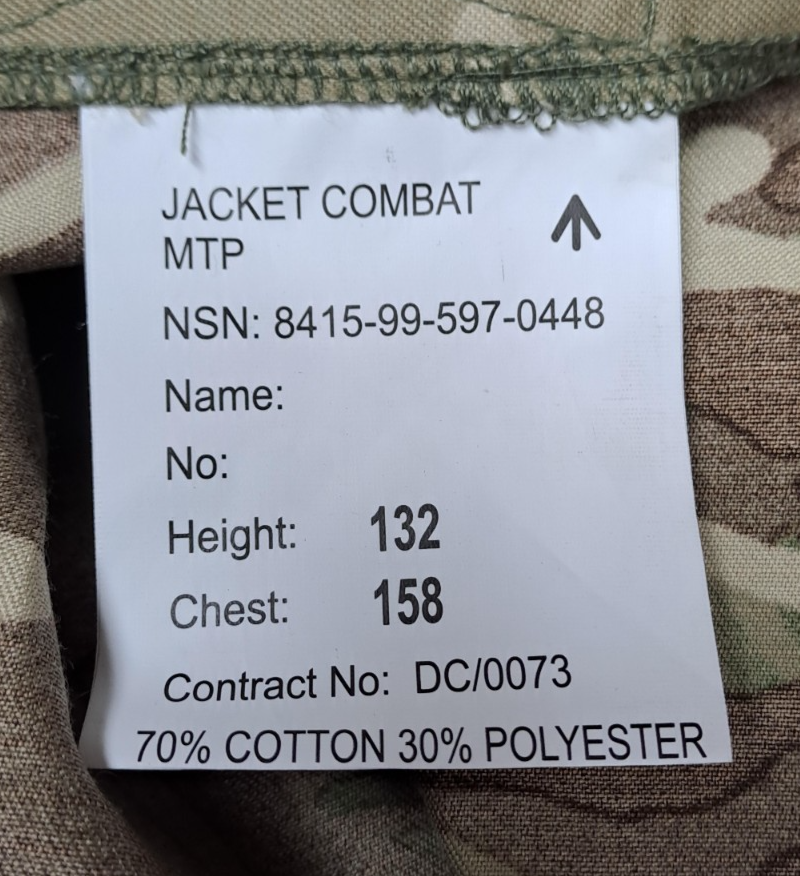 JACKET COMBAT
MTP
NSN: 8415-99-597-0448
Name:
No:
Height: 132
Chest: 158
Contract No: DC/0073
70% COTTON 30% POLYESTER